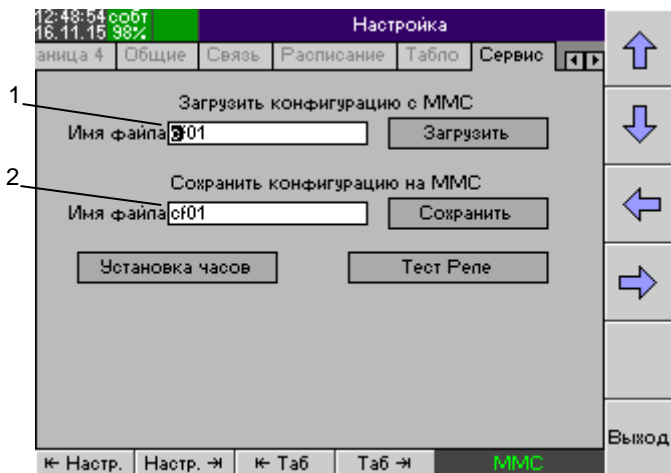 12:48:54 собт
16.11.15 98%
Настройка
аница 4 Общие Связь Расписание Табло Сервис
1
Загрузить конфигурацию с ММС
Имя файла cf01 Загрузить
2
Сохранить конфигурацию на ММС
Имя файла cf01 Сохранить
Установка часов Тест Реле
Выход
⇤ Настр. Настр. ⇥ ⇤ Таб Таб ⇥ ММС